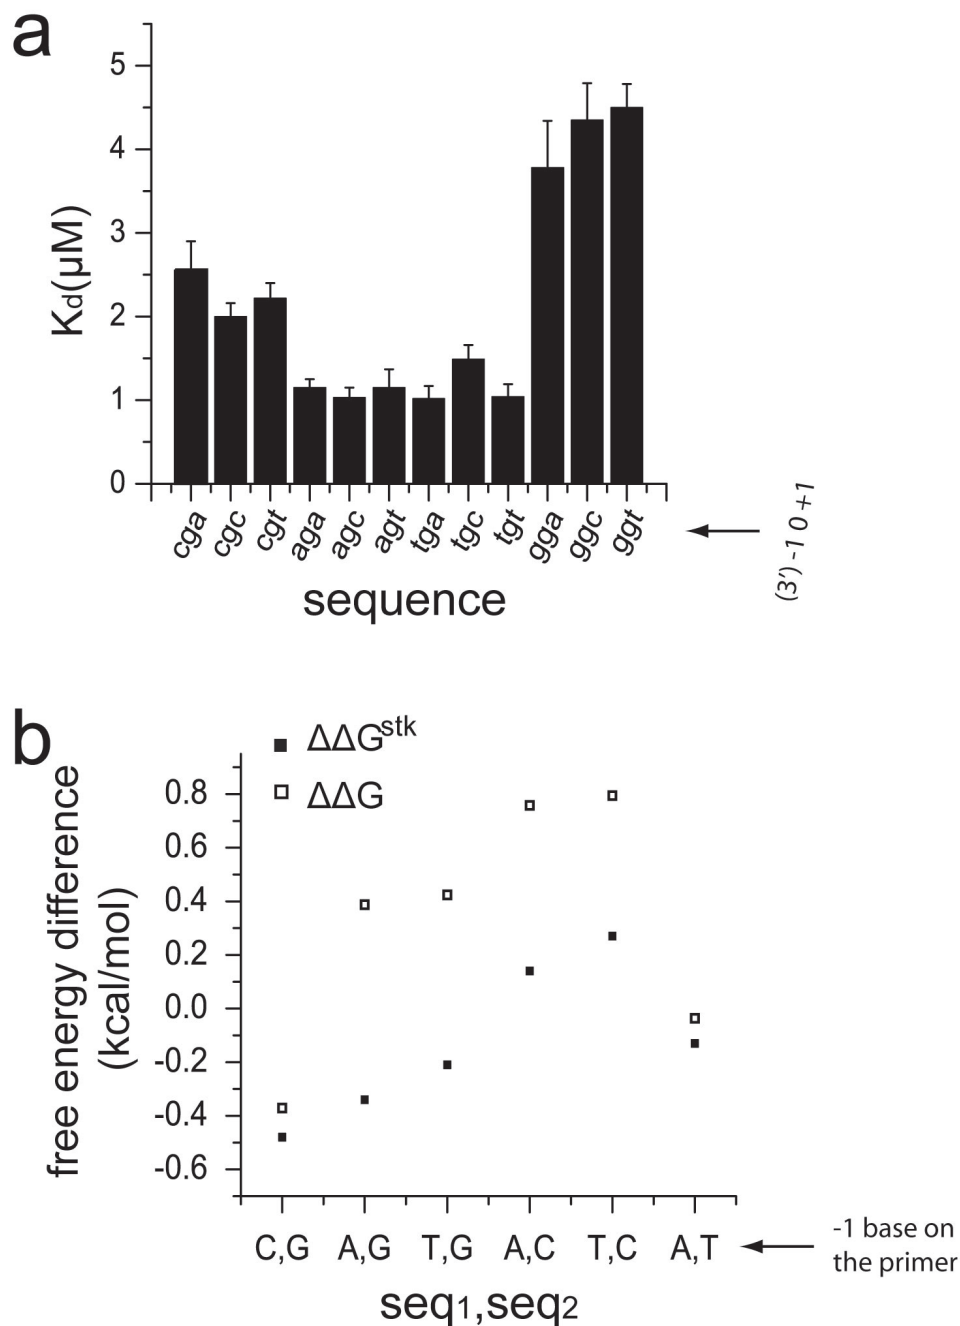 a
5
4
3
2
1
0
Kd(μM)
cga cgc cgt aga agc agt tga tgc tgt gga ggc ggt
(3′) -1 0 +1
sequence
b
ΔΔGstk
ΔΔG
0.8
0.6
0.4
0.2
0.0
-0.2
-0.4
-0.6
free energy difference
(kcal/mol)
C,G A,G T,G A,C T,C A,T
-1 base on
the primer
seq1,seq2